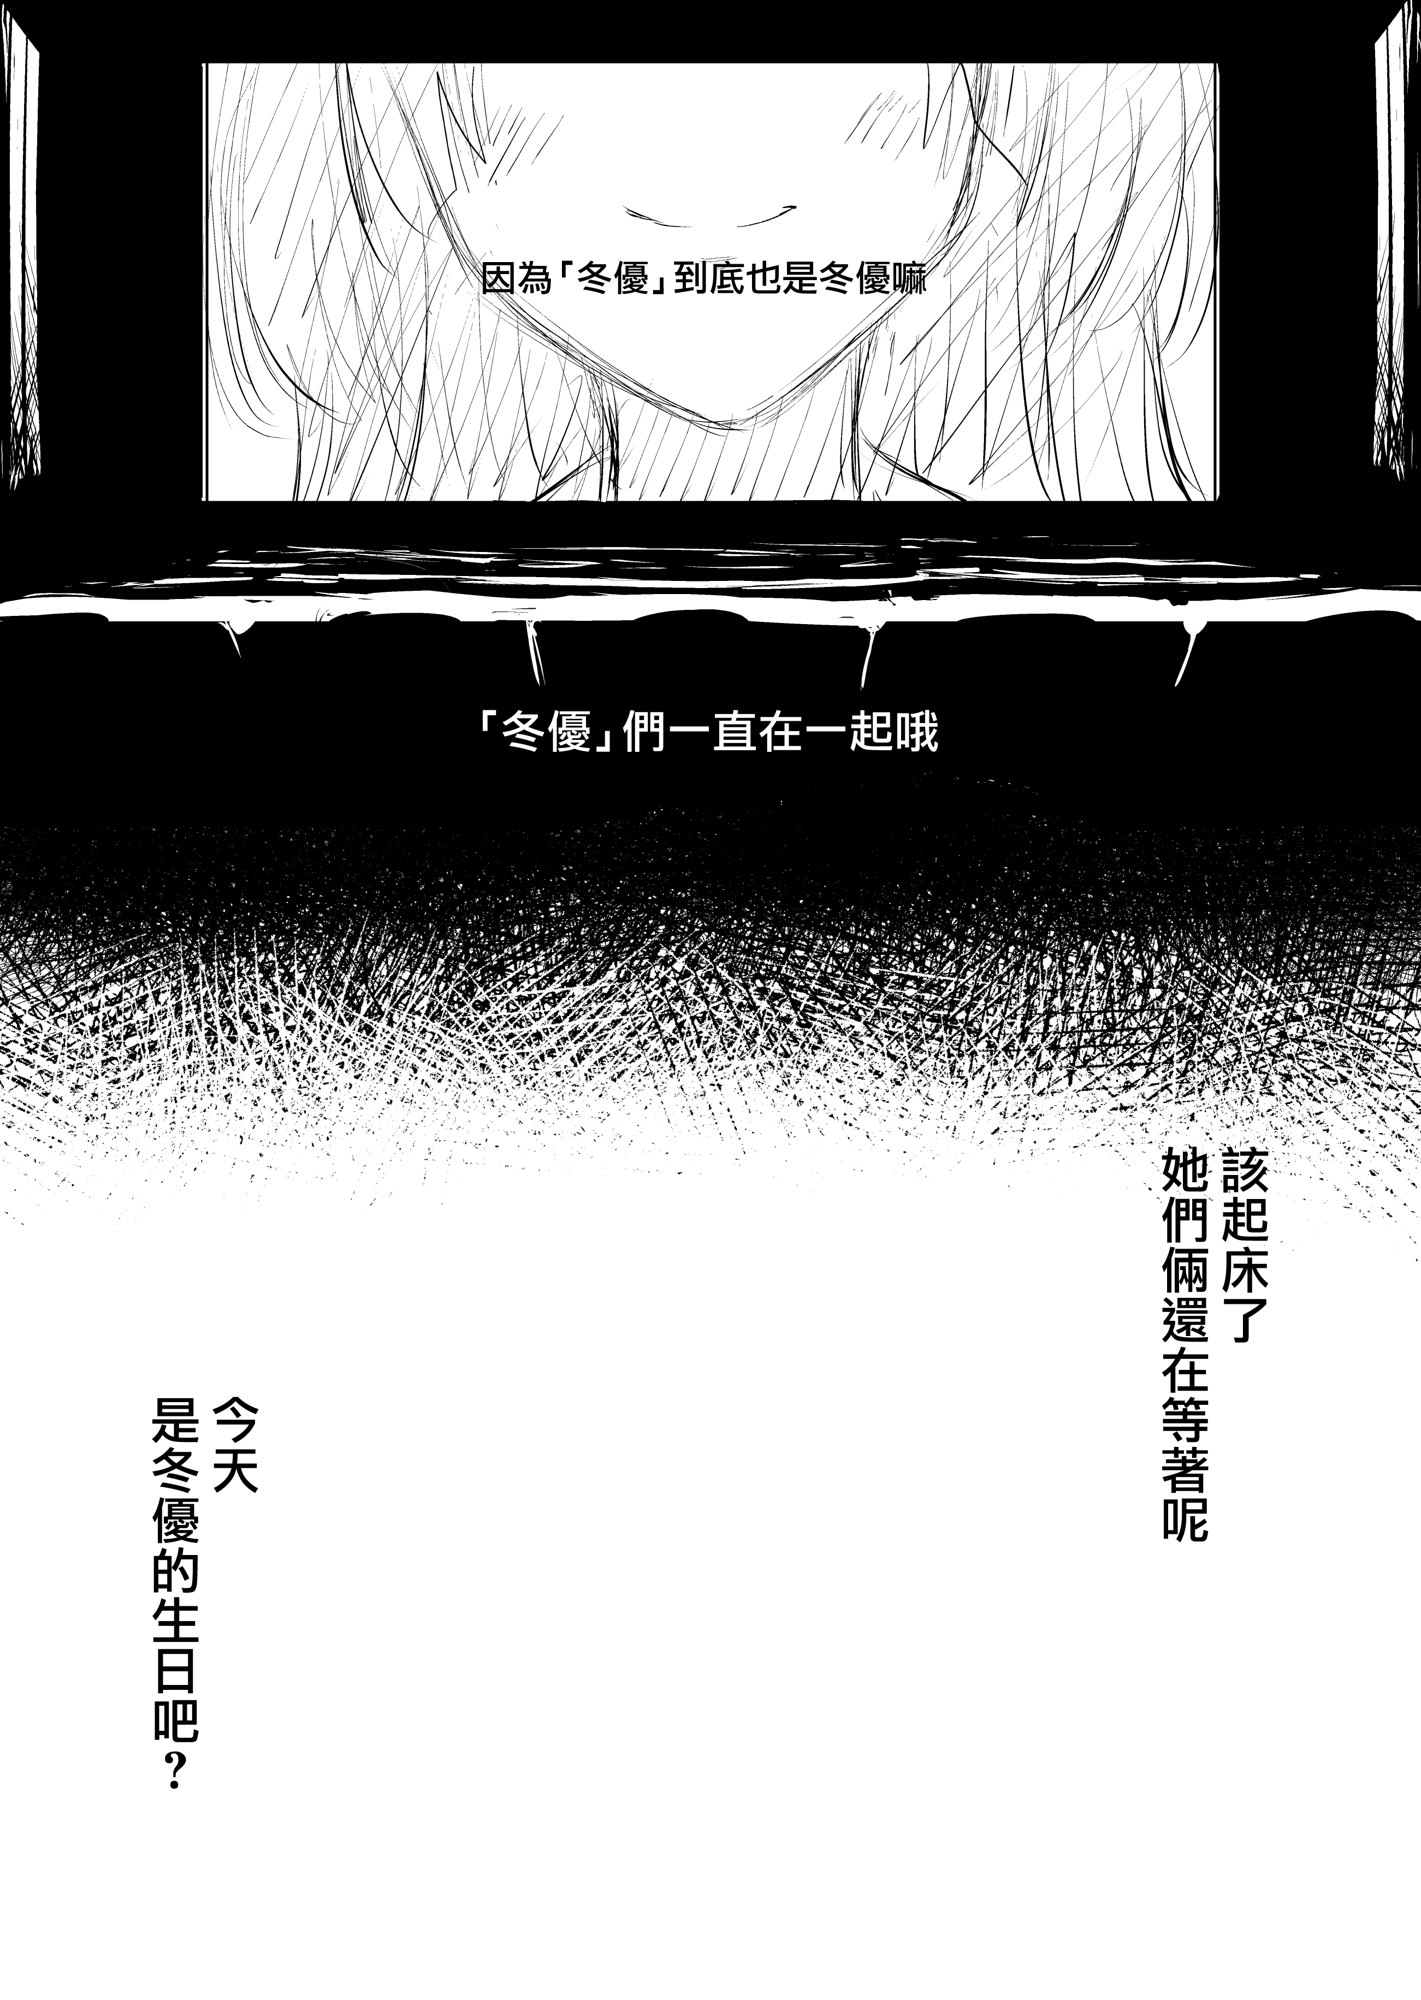 因為「冬優」到底也是冬優嘛
「冬優」們一直在一起哦
該起床了
她們倆還在等著呢
今天
是冬優的生日吧？